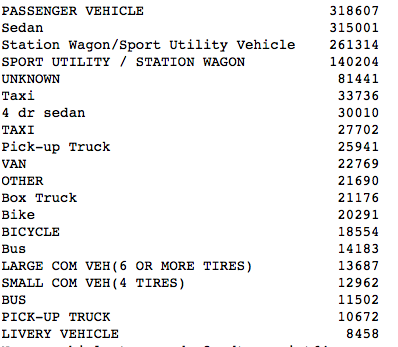 PASSENGER VEHICLE 318607
Sedan 315001
Station Wagon/Sport Utility Vehicle 261314
SPORT UTILITY / STATION WAGON 140204
UNKNOWN 81441
Taxi 33736
4 dr sedan 30010
TAXI 27702
Pick-up Truck 25941
VAN 22769
OTHER 21690
Box Truck 21176
Bike 20291
BICYCLE 18554
Bus 14183
LARGE COM VEH(6 OR MORE TIRES) 13687
SMALL COM VEH(4 TIRES) 12962
BUS 11502
PICK-UP TRUCK 10672
LIVERY VEHICLE 8458